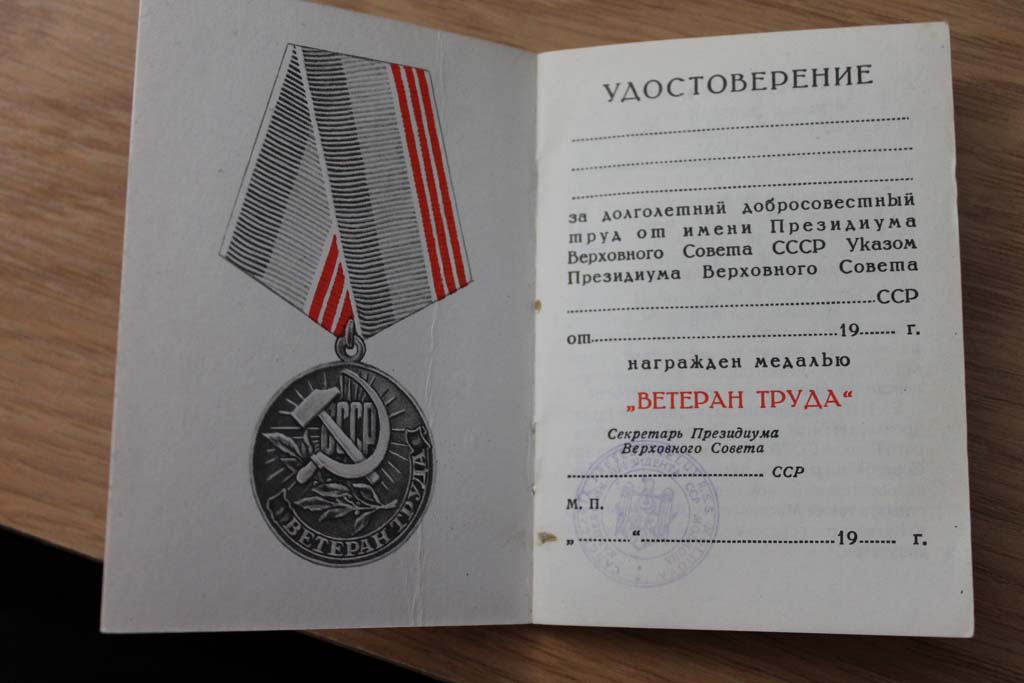 СССР
ВЕТЕРАН ТРУДА
УДОСТОВЕРЕНИЕ
за долголетний добросовестный
труд от имени Президиума
Верховного Совета СССР Указом
Президиума Верховного Совета
ССР
от 19 г.
награжден медалью
„ВЕТЕРАН ТРУДА“
Секретарь Президиума
Верховного Совета
ССР
М. П.
„ “ 19 г.